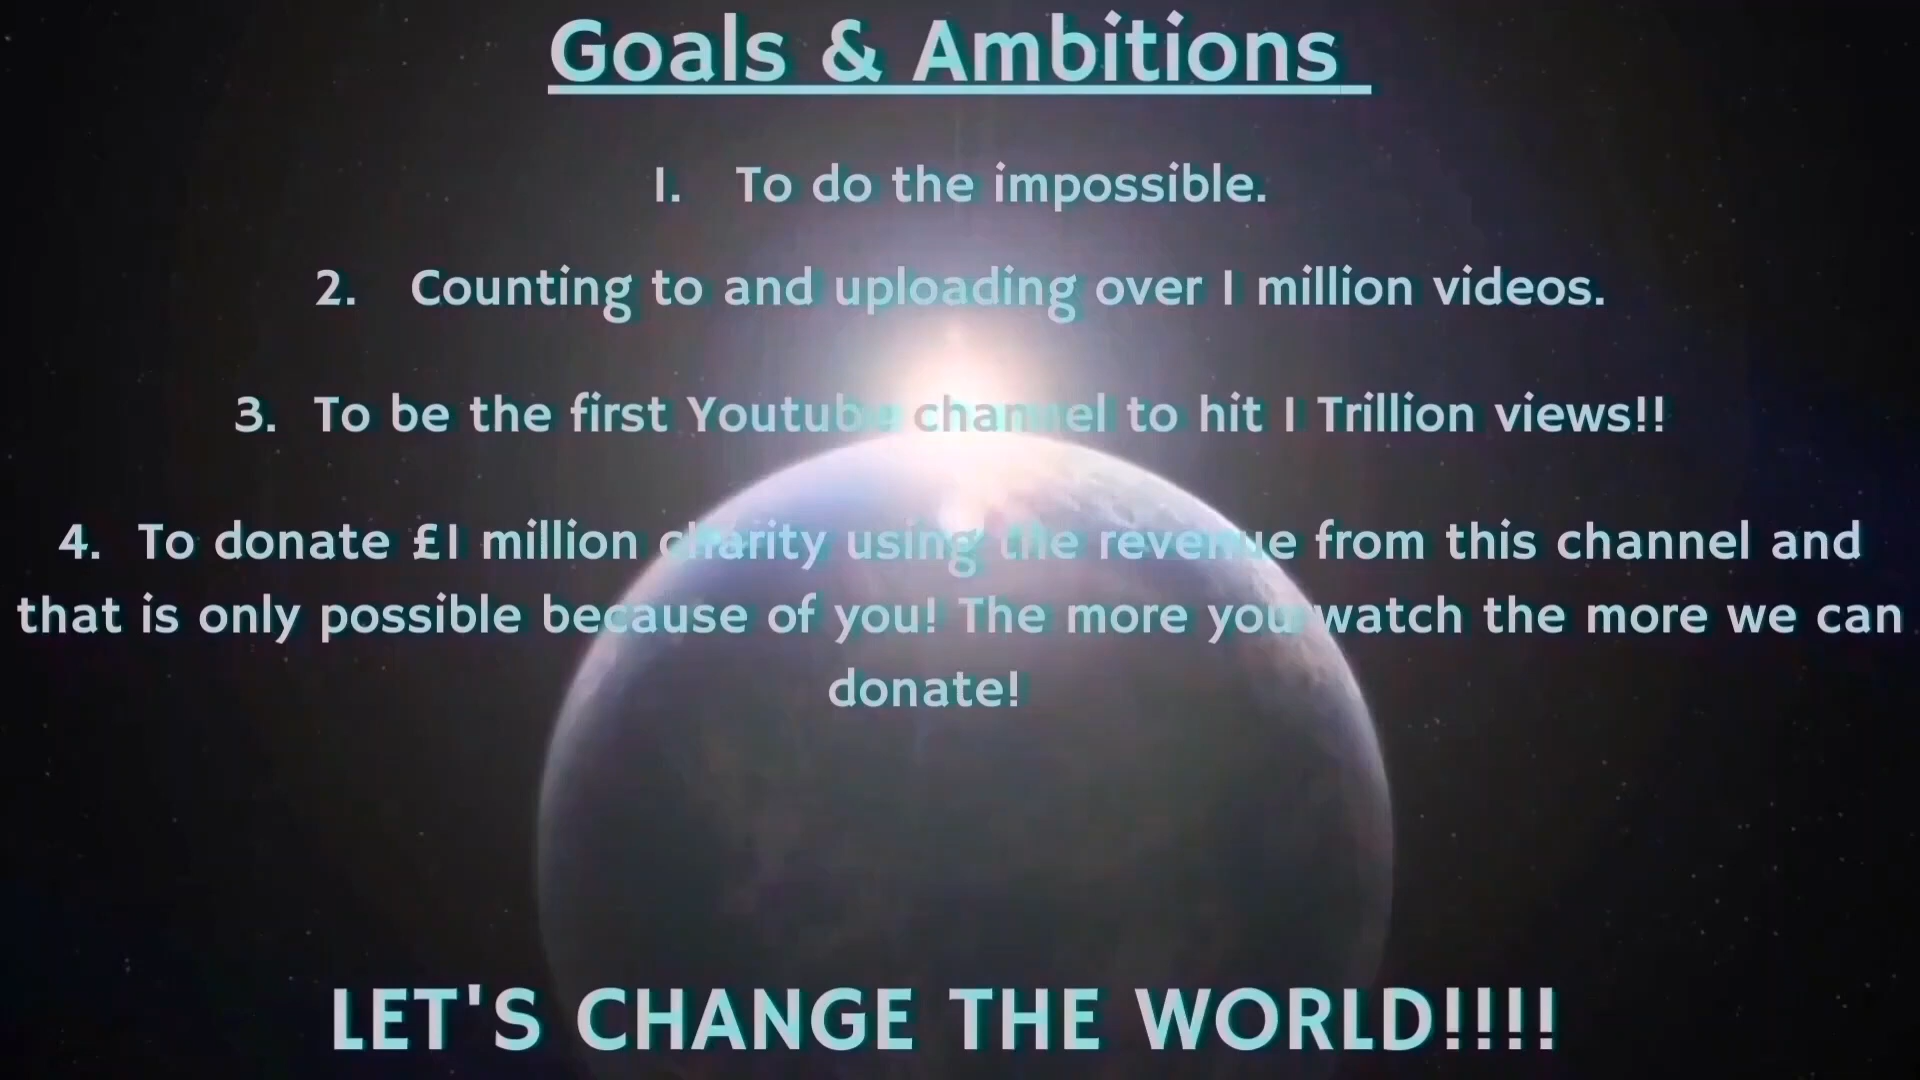 Goals & Ambitions
1. To do the impossible.
2. Counting to and uploading over 1 million videos.
3. To be the first Youtube channel to hit 1 Trillion views!!
4. To donate £1 million charity using the revenue from this channel and
that is only possible because of you! The more you watch the more we can
donate!
LET'S CHANGE THE WORLD!!!!